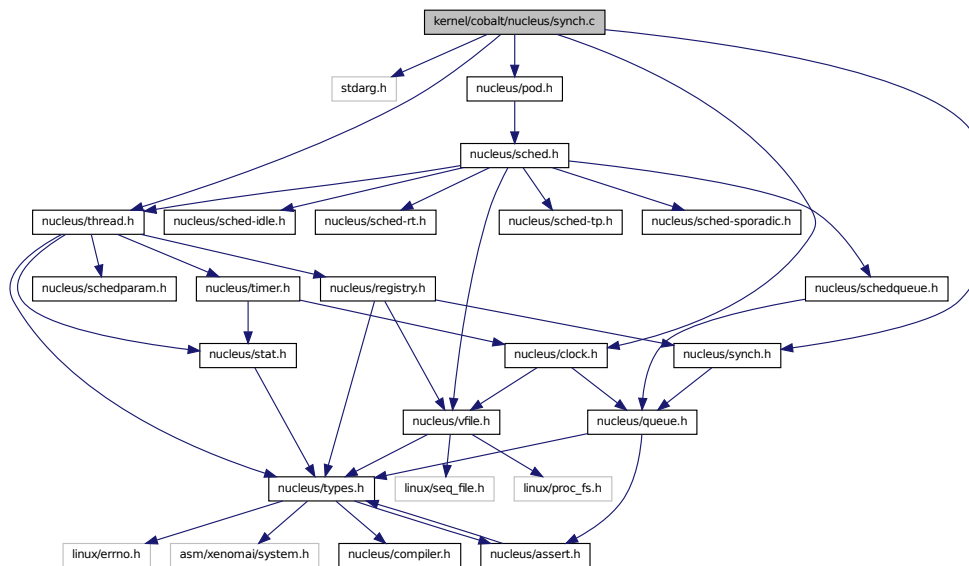 kernel/cobalt/nucleus/synch.c
stdarg.h
nucleus/pod.h
nucleus/sched.h
nucleus/thread.h
nucleus/sched-idle.h
nucleus/sched-rt.h
nucleus/sched-tp.h
nucleus/sched-sporadic.h
nucleus/schedparam.h
nucleus/timer.h
nucleus/registry.h
nucleus/schedqueue.h
nucleus/stat.h
nucleus/clock.h
nucleus/synch.h
nucleus/vfile.h
nucleus/queue.h
nucleus/types.h
linux/seq_file.h
linux/proc_fs.h
linux/errno.h
asm/xenomai/system.h
nucleus/compiler.h
nucleus/assert.h